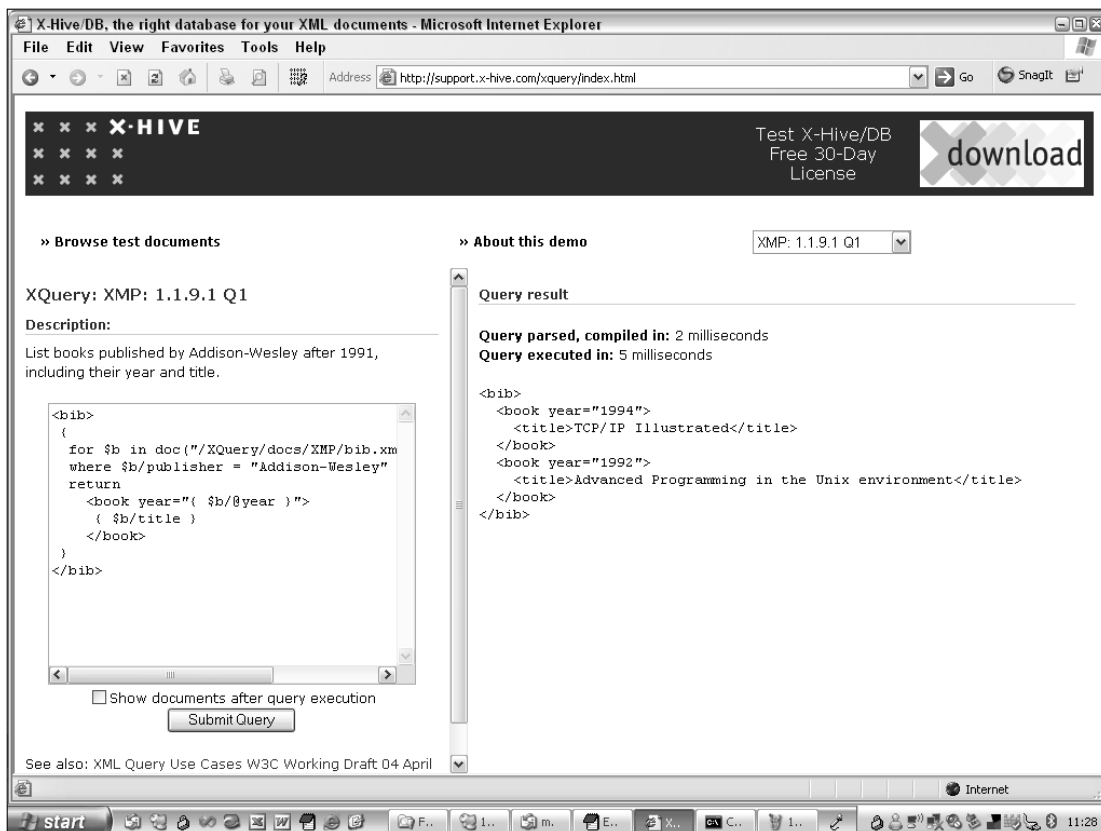 X-Hive/DB, the right database for your XML documents - Microsoft Internet Explorer
File Edit View Favorites Tools Help
Address http://support.x-hive.com/xquery/index.html Go SnagIt
X·HIVE
Test X-Hive/DB
Free 30-Day
License
download
» Browse test documents
» About this demo
XMP: 1.1.9.1 Q1
XQuery: XMP: 1.1.9.1 Q1
Description:
List books published by Addison-Wesley after 1991,
including their year and title.
<bib>
{
for $b in doc("/XQuery/docs/XMP/bib.xm
where $b/publisher = "Addison-Wesley"
return
<book year="{ $b/@year }">
{ $b/title }
</book>
}
</bib>
Show documents after query execution
Submit Query
See also: XML Query Use Cases W3C Working Draft 04 April
Query result
Query parsed, compiled in: 2 milliseconds
Query executed in: 5 milliseconds
<bib>
<book year="1994">
<title>TCP/IP Illustrated</title>
</book>
<book year="1992">
<title>Advanced Programming in the Unix environment</title>
</book>
</bib>
Internet
start F.. 1.. m.. E.. X.. C.. 1.. 11:28